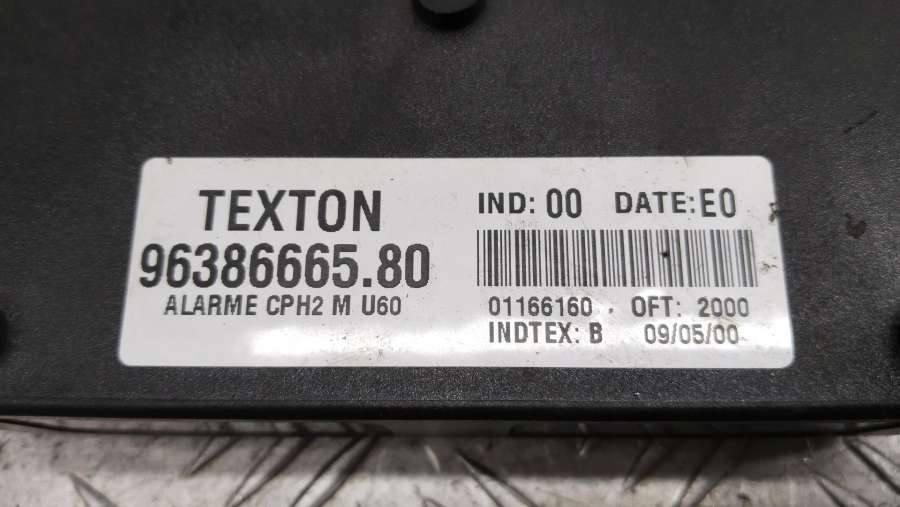 TEXTON
96386665.80
ALARME CPH2 M U60
IND: 00 DATE:E0
01166160 . OFT: 2000
INDTEX: B 09/05/00